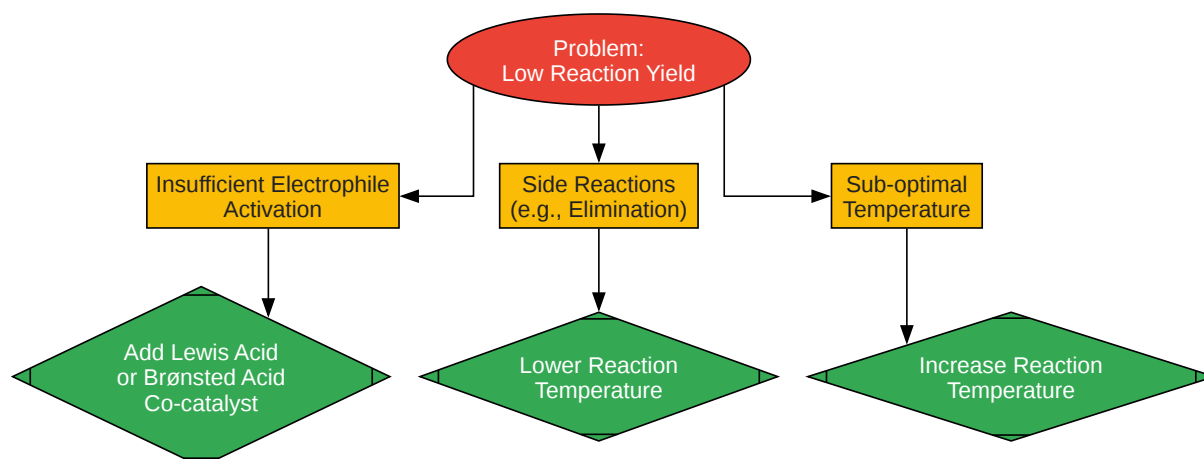 Problem:
Low Reaction Yield
Insufficient Electrophile
Activation
Side Reactions
(e.g., Elimination)
Sub-optimal
Temperature
Add Lewis Acid
or Brønsted Acid
Co-catalyst
Lower Reaction
Temperature
Increase Reaction
Temperature